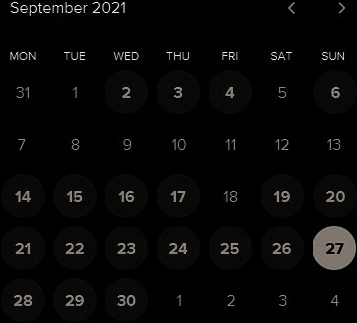 September 2021 < >
MON TUE WED THU FRI SAT SUN
31 1 2 3 4 5 6
7 8 9 10 11 12 13
14 15 16 17 18 19 20
21 22 23 24 25 26 27
28 29 30 1 2 3 4